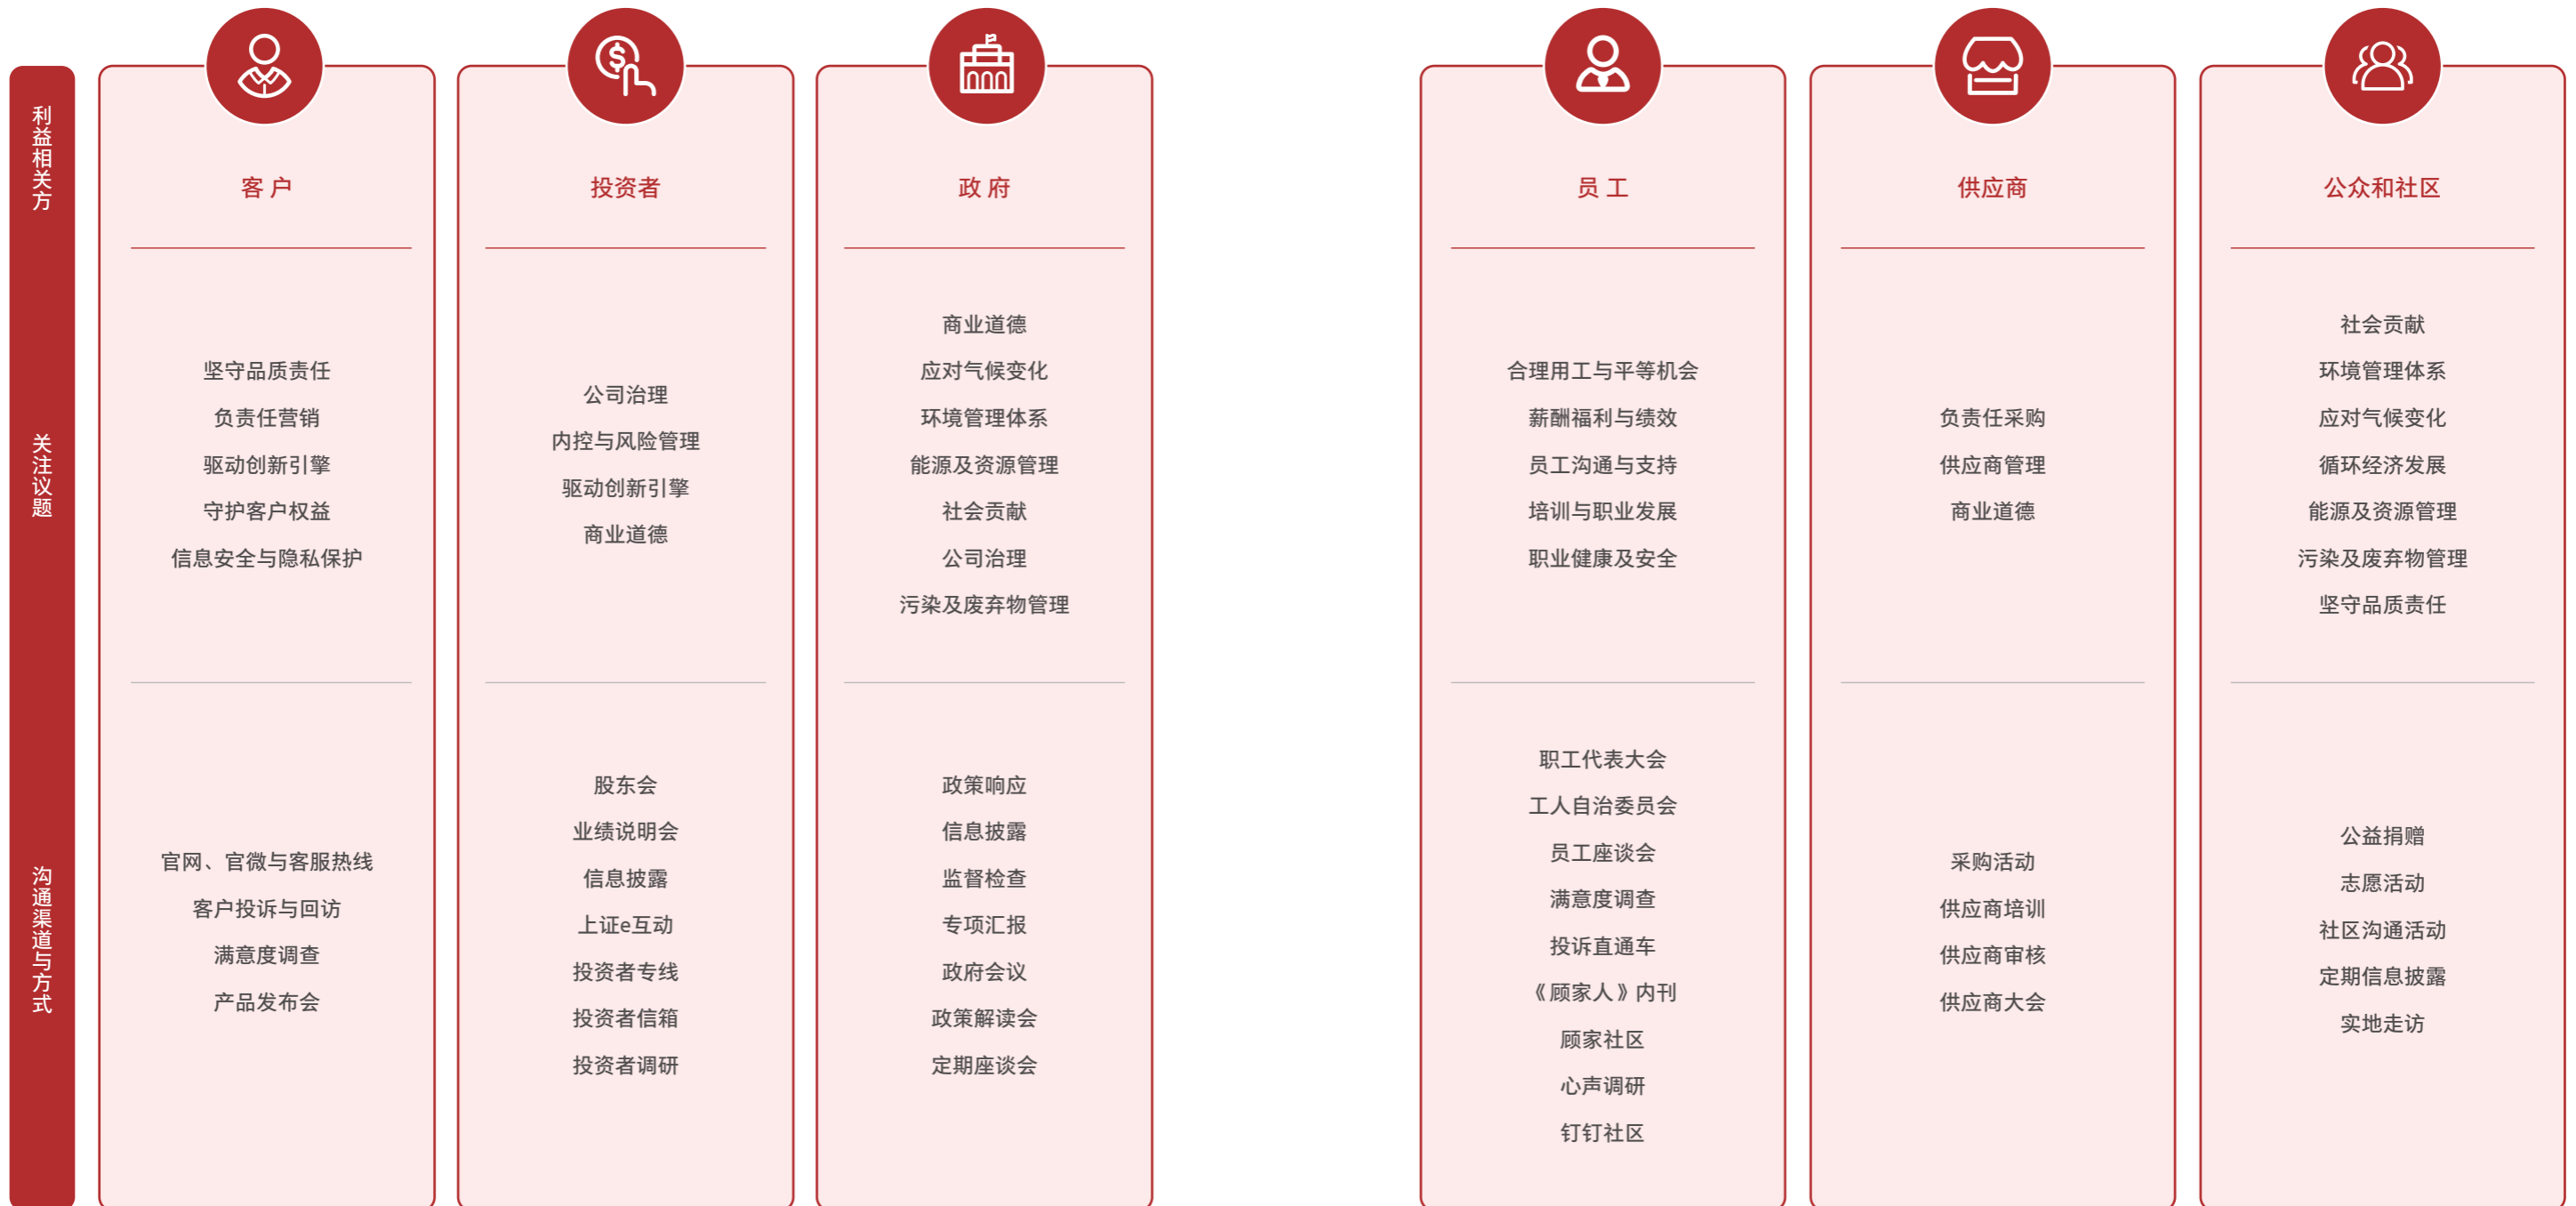 利益相关方
关注议题
沟通渠道与方式
客 户
坚守品质责任
负责任营销
驱动创新引擎
守护客户权益
信息安全与隐私保护
官网、官微与客服热线
客户投诉与回访
满意度调查
产品发布会
投资者
公司治理
内控与风险管理
驱动创新引擎
商业道德
股东会
业绩说明会
信息披露
上证e互动
投资者专线
投资者信箱
投资者调研
政 府
商业道德
应对气候变化
环境管理体系
能源及资源管理
社会贡献
公司治理
污染及废弃物管理
政策响应
信息披露
监督检查
专项汇报
政府会议
政策解读会
定期座谈会
员 工
合理用工与平等机会
薪酬福利与绩效
员工沟通与支持
培训与职业发展
职业健康及安全
职工代表大会
工人自治委员会
员工座谈会
满意度调查
投诉直通车
《顾家人》内刊
顾家社区
心声调研
钉钉社区
供应商
负责任采购
供应商管理
商业道德
采购活动
供应商培训
供应商审核
供应商大会
公众和社区
社会贡献
环境管理体系
应对气候变化
循环经济发展
能源及资源管理
污染及废弃物管理
坚守品质责任
公益捐赠
志愿活动
社区沟通活动
定期信息披露
实地走访